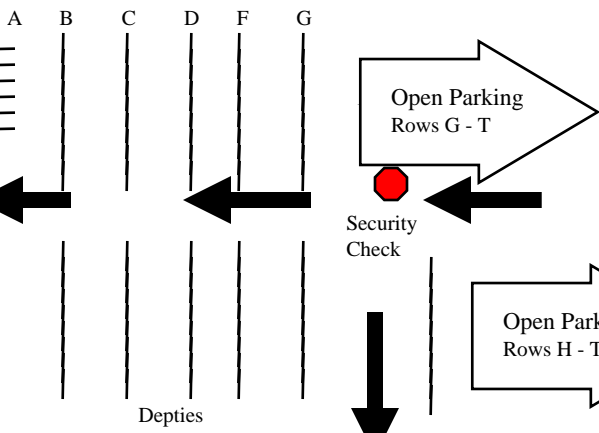 A B C D F G
Open Parking
Rows G - T
Security
Check
Open Park
Rows H - T
Depties